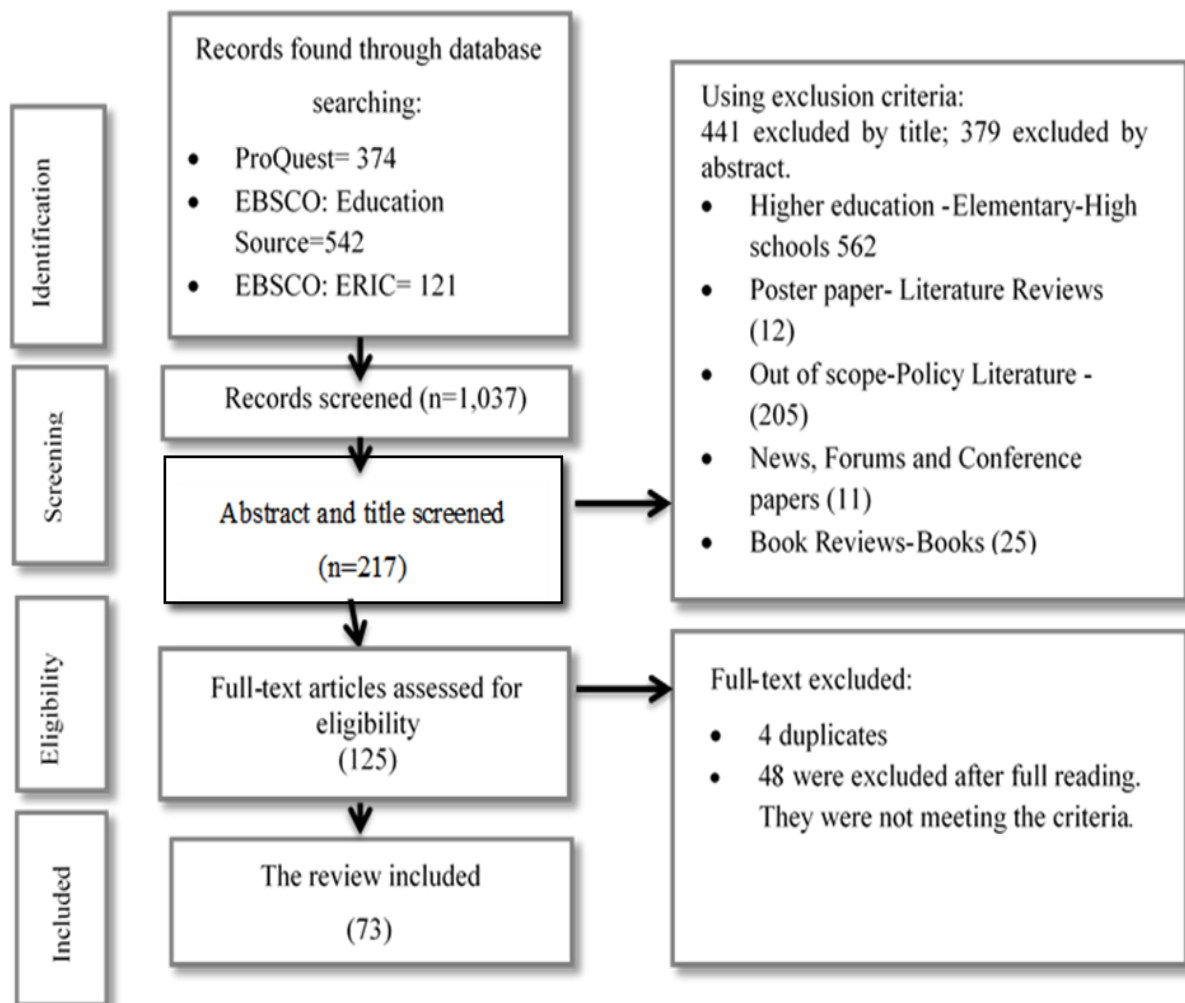 Records found through database
searching:
• ProQuest= 374
• EBSCO: Education
Source=542
• EBSCO: ERIC= 121
Identification
Using exclusion criteria:
441 excluded by title; 379 excluded by
abstract.
• Higher education -Elementary-High
schools 562
• Poster paper- Literature Reviews
(12)
• Out of scope-Policy Literature -
(205)
• News, Forums and Conference
papers (11)
• Book Reviews-Books (25)
Records screened (n=1,037)
Screening
Abstract and title screened
(n=217)
Eligibility
Full-text articles assessed for
eligibility
(125)
Full-text excluded:
• 4 duplicates
• 48 were excluded after full reading.
They were not meeting the criteria.
Included
The review included
(73)